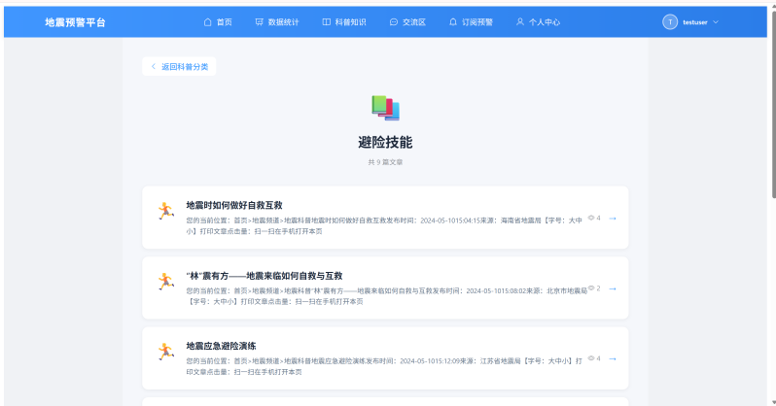 地震预警平台
首页
数据统计
科普知识
交流区
订阅预警
个人中心
T
testuser
返回科普分类
避险技能
共 9 篇文章
地震时如何做好自救互救
您的当前位置：首页>地震频道>地震科普地震时如何做好自救互救发布时间：2024-05-1015:04:15来源：海南省地震局【字号：大中
小】打印文章点击量：扫一扫在手机打开本页
4
“林”震有方——地震来临如何自救与互救
您的当前位置：首页>地震频道>地震科普“林”震有方——地震来临如何自救与互救发布时间：2024-05-1015:08:02来源：北京市地震局
【字号：大中小】打印文章点击量：扫一扫在手机打开本页
2
地震应急避险演练
您的当前位置：首页>地震频道>地震科普地震应急避险演练发布时间：2024-05-1015:12:09来源：江苏省地震局【字号：大中小】打
印文章点击量：扫一扫在手机打开本页
4